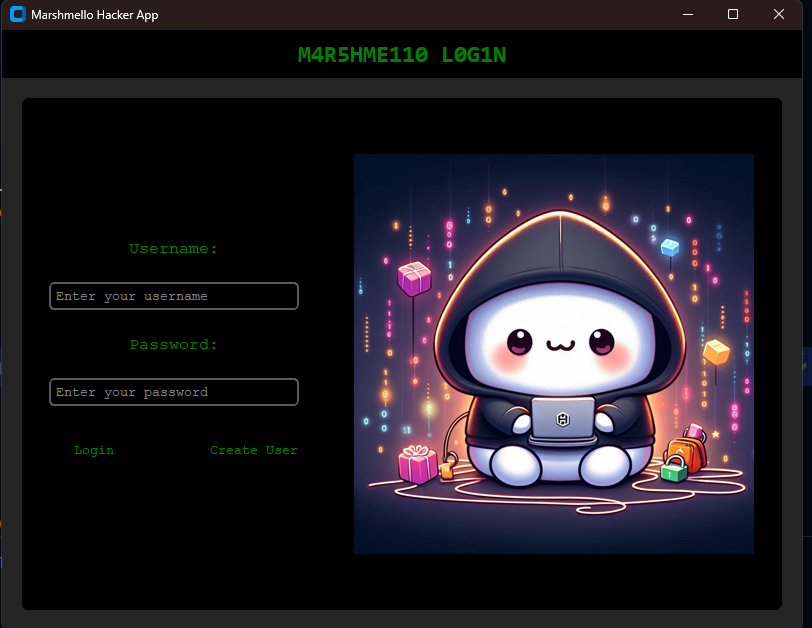 Marshmello Hacker App
M4R5HME110 L0G1N
Username:
Enter your username
Password:
Enter your password
Login Create User